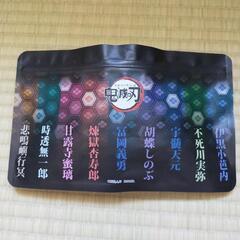 鬼滅の刃
伊黒小芭内
不死川実弥
宇髄天元
胡蝶しのぶ
冨岡義勇
煉獄杏寿郎
甘露寺蜜璃
時透無一郎
悲鳴嶼行冥